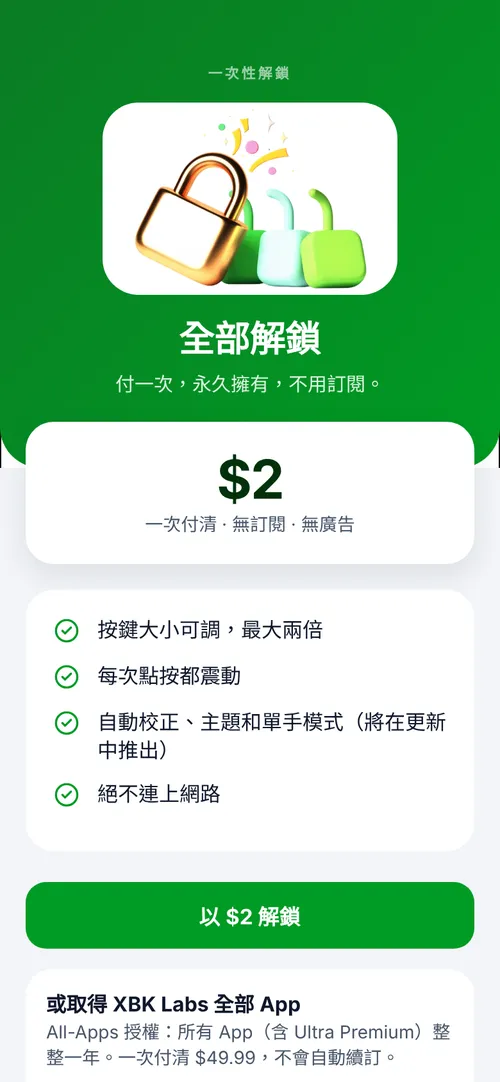 一次性解鎖
全部解鎖
付一次，永久擁有，不用訂閱。
$2
一次付清 · 無訂閱 · 無廣告
按鍵大小可調，最大兩倍
每次點按都震動
自動校正、主題和單手模式（將在更新
中推出）
絕不連上網路
以 $2 解鎖
或取得 XBK Labs 全部 App
All-Apps 授權：所有 App（含 Ultra Premium）整
整一年。一次付清 $49.99，不會自動續訂。